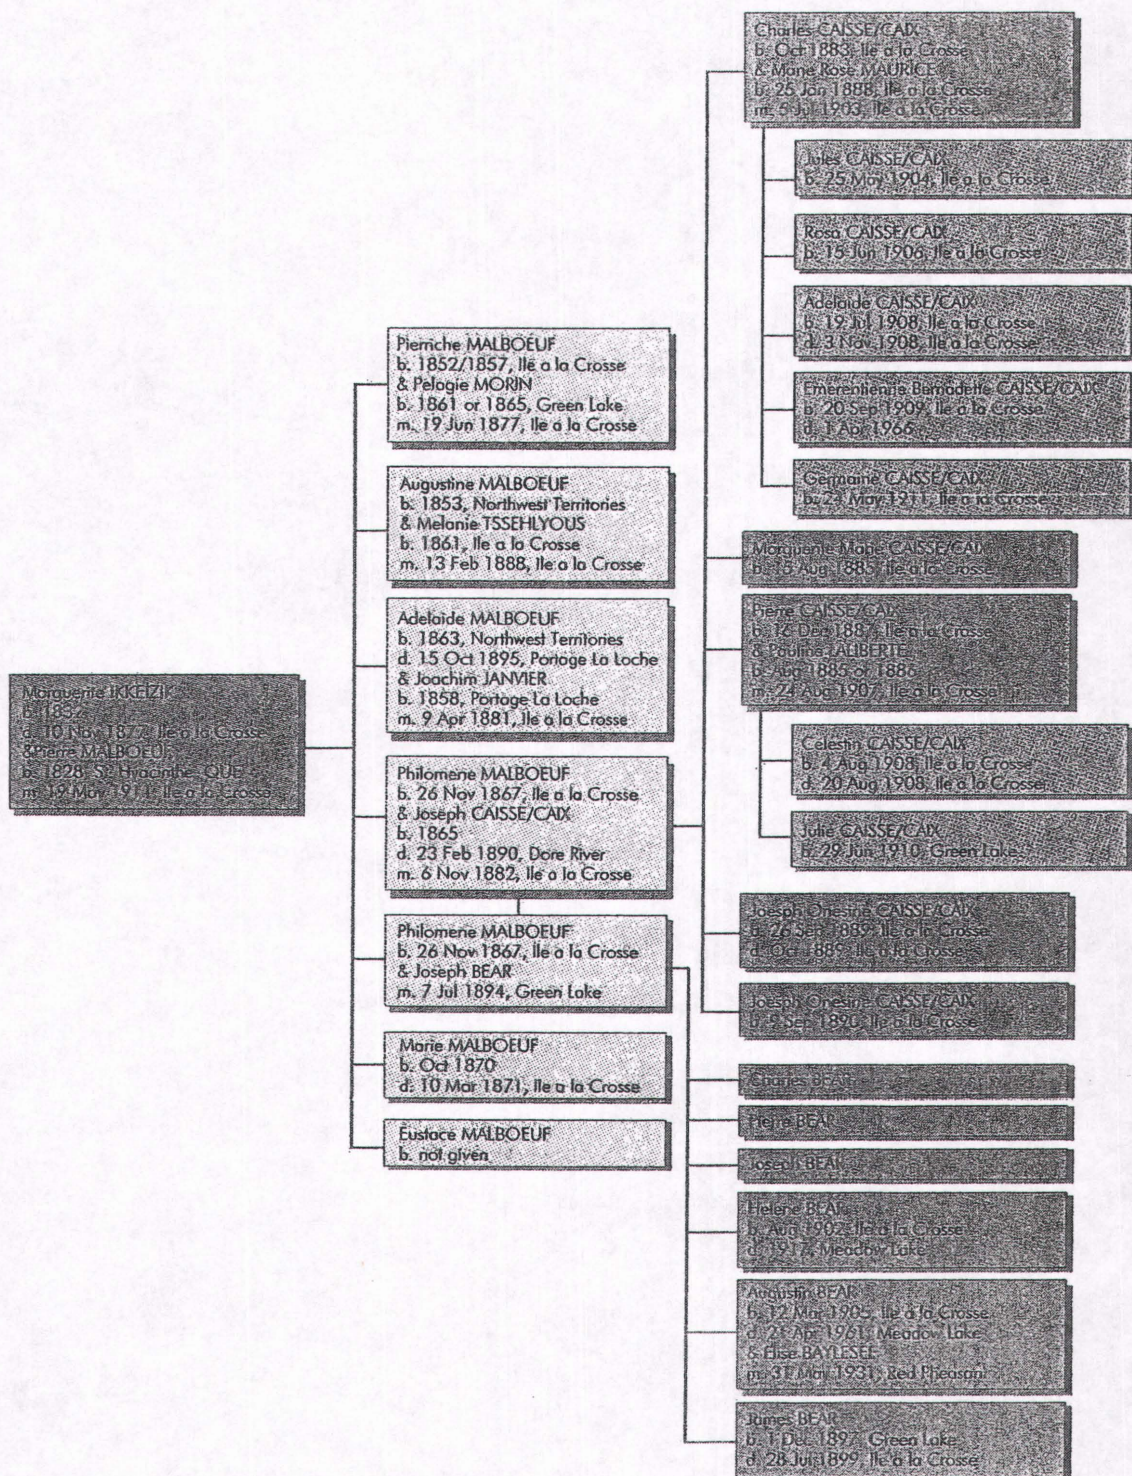 Marguerite IKKEIZIK
b. 1832
d. 10 Nov 1877, Ile a la Crosse
&Pierre MALBOEUF
b. 1828, St. Hyacinthe, QUE
m. 19 May 1911, Ile a la Crosse
Pierriche MALBOEUF
b. 1852/1857, Ile a la Crosse
& Pelagie MORIN
b. 1861 or 1865, Green Lake
m. 19 Jun 1877, Ile a la Crosse
Augustine MALBOEUF
b. 1853, Northwest Territories
& Melanie TSSEHLYOUS
b. 1861, Ile a la Crosse
m. 13 Feb 1888, Ile a la Crosse
Adelaide MALBOEUF
b. 1863, Northwest Territories
d. 15 Oct 1895, Portage La Loche
& Joachim JANVIER
b. 1858, Portage La Loche
m. 9 Apr 1881, Ile a la Crosse
Philomene MALBOEUF
b. 26 Nov 1867, Ile a la Crosse
& Joseph CAISSE/CAIX
b. 1865
d. 23 Feb 1890, Dore River
m. 6 Nov 1882, Ile a la Crosse
Philomene MALBOEUF
b. 26 Nov 1867, Ile a la Crosse
& Joseph BEAR
m. 7 Jul 1894, Green Lake
Marie MALBOEUF
b. Oct 1870
d. 10 Mar 1871, Ile a la Crosse
Eustace MALBOEUF
b. not given
Charles CAISSE/CAIX
b. Oct 1883, Ile a la Crosse
& Marie Rose MAURICE
b. 25 Jan 1888, Ile a la Crosse
m. 5 Jul 1903, Ile a la Crosse
Jules CAISSE/CAIX
b. 25 May 1904, Ile a la Crosse
Rosa CAISSE/CAIX
b. 15 Jun 1906, Ile a la Crosse
Adelaide CAISSE/CAIX
b. 19 Jul 1908, Ile a la Crosse
d. 3 Nov 1908, Ile a la Crosse
Emerentienne Bernadette CAISSE/CAIX
b. 20 Sep 1909, Ile a la Crosse
d. 1 Apr 1966
Germaine CAISSE/CAIX
b. 23 May 1911, Ile a la Crosse
Marguerite Marie CAISSE/CAIX
b. 15 Aug 1885, Ile a la Crosse
Pierre CAISSE/CAIX
b. 16 Dec 1887, Ile a la Crosse
& Pauline LALIBERTE
b. Apr 1885 or 1886
m. 24 Aug 1907, Ile a la Crosse
Celestin CAISSE/CAIX
b. 4 Aug 1908, Ile a la Crosse
d. 20 Aug 1908, Ile a la Crosse
Julie CAISSE/CAIX
b. 29 Jun 1910, Green Lake
Joesph Onesine CAISSE/CAIX
b. 26 Sep 1889, Ile a la Crosse
d. Oct 1889, Ile a la Crosse
Joesph Onesine CAISSE/CAIX
b. 9 Sep 1890, Ile a la Crosse
Charles BEAR
Pierre BEAR
Joseph BEAR
Helene BEAR
b. Aug 1902, Ile a la Crosse
d. 1917, Meadow Lake
Augustin BEAR
b. 12 Mar 1905, Ile a la Crosse
d. 21 Apr 1961, Meadow Lake
& Elise BAYLESEE
m. 31 May 1931, Red Pheasant
James BEAR
b. 1 Dec 1897, Green Lake
d. 28 Jul 1899, Ile a la Crosse